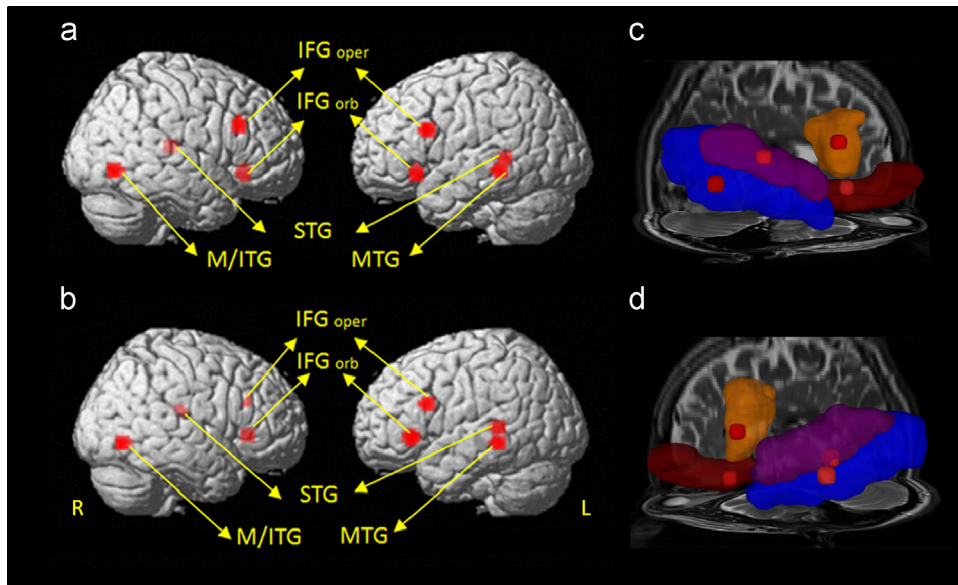 a
IFG oper
IFG orb
STG
M/ITG
MTG
c
b
IFG oper
IFG orb
STG
R
L
M/ITG
MTG
d